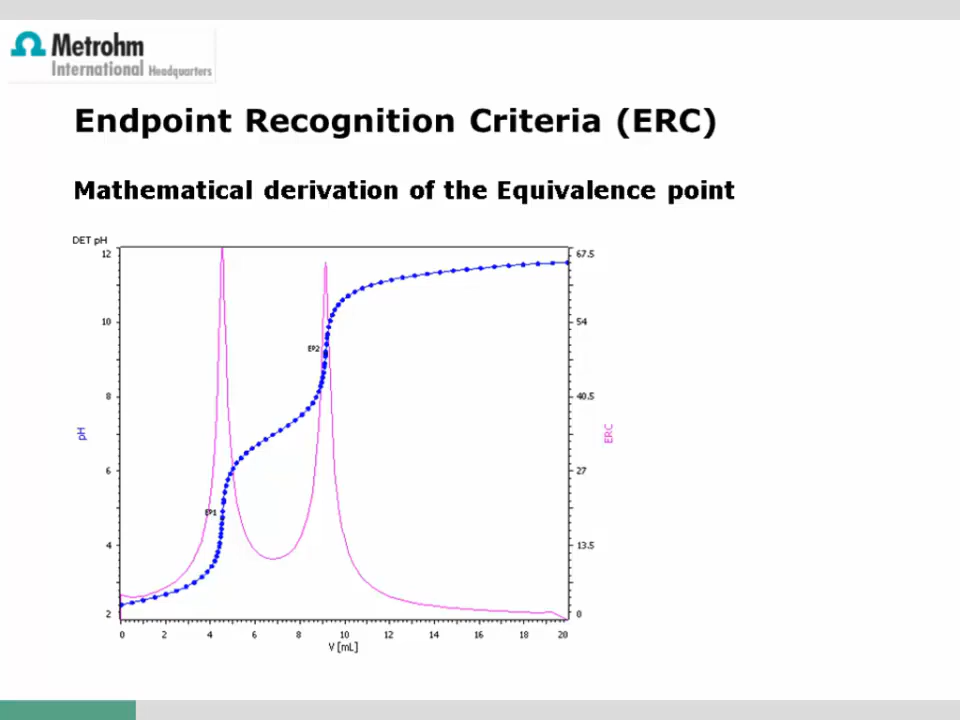 Metrohm
International Headquarters
Endpoint Recognition Criteria (ERC)
Mathematical derivation of the Equivalence point
DET pH
12
10
8
6
4
2
pH
67.5
54
40.5
27
13.5
0
ERC
EP1
EP2
0 2 4 6 8 10 12 14 16 18 20
V [mL]